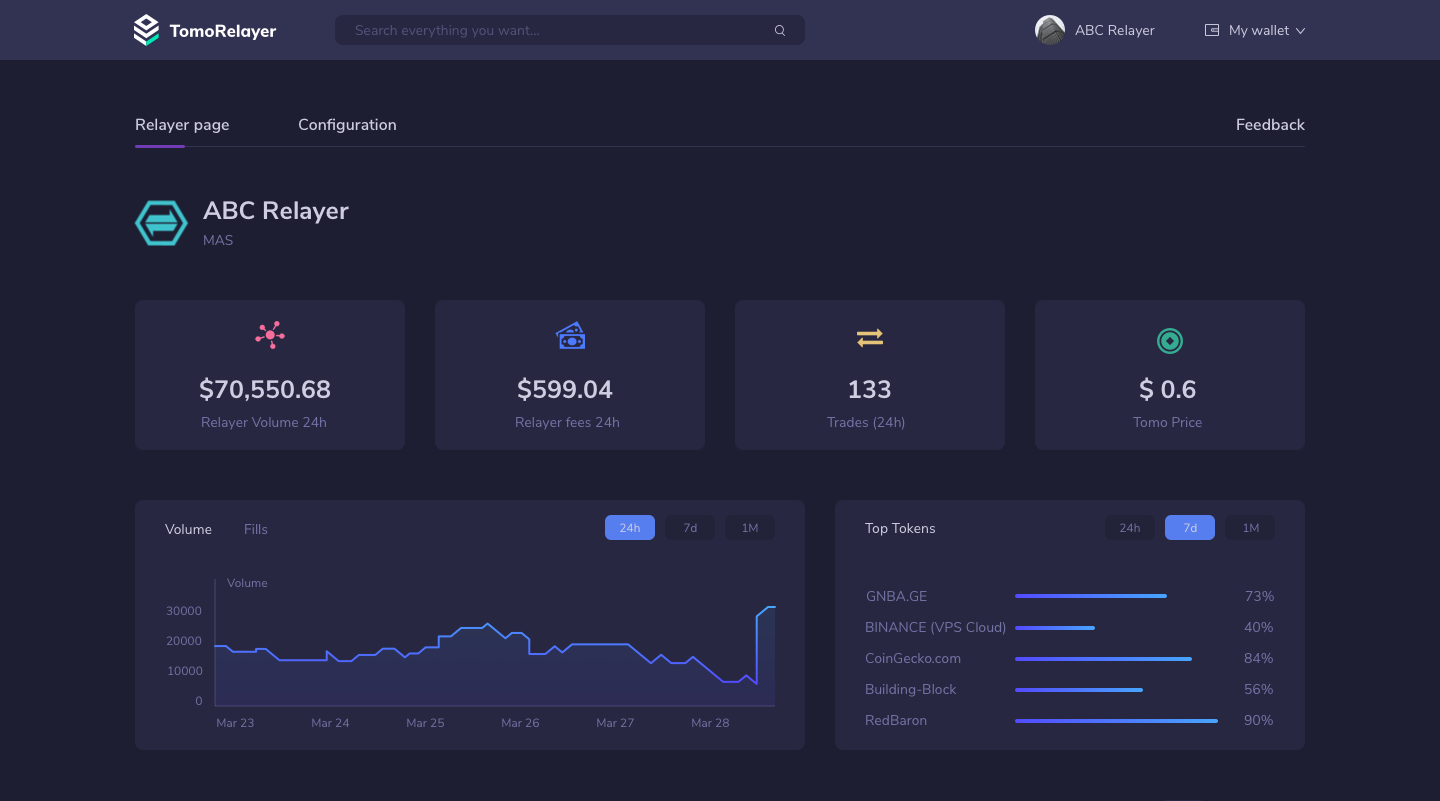 TomoRelayer
Search everything you want...
ABC Relayer
My wallet
Relayer page
Configuration
Feedback
ABC Relayer
MAS
$70,550.68
Relayer Volume 24h
$599.04
Relayer fees 24h
133
Trades (24h)
$ 0.6
Tomo Price
Volume
Fills
24h
7d
1M
Volume
30000
20000
10000
0
Mar 23
Mar 24
Mar 25
Mar 26
Mar 27
Mar 28
Top Tokens
24h
7d
1M
GNBA.GE 73%
BINANCE (VPS Cloud) 40%
CoinGecko.com 84%
Building-Block 56%
RedBaron 90%